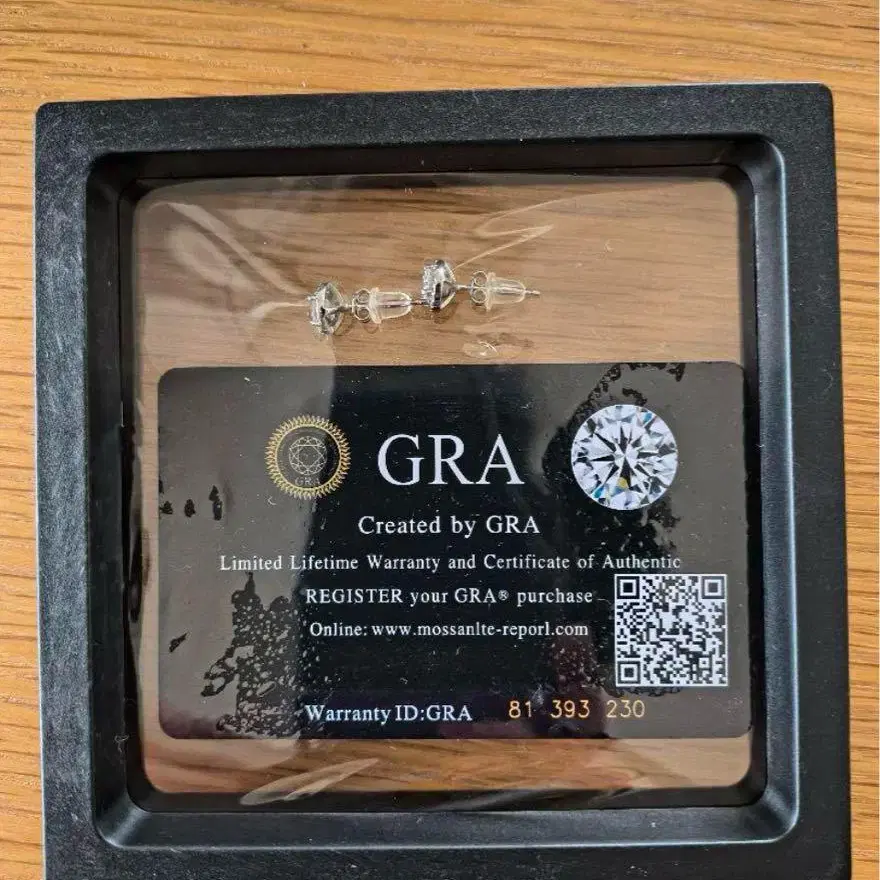 GRA
GRA
Created by GRA
Limited Lifetime Warranty and Certificate of Authentic
REGISTER your GRA® purchase
Online: www.mossanlte-reporl.com
Warranty ID:GRA 81 393 230